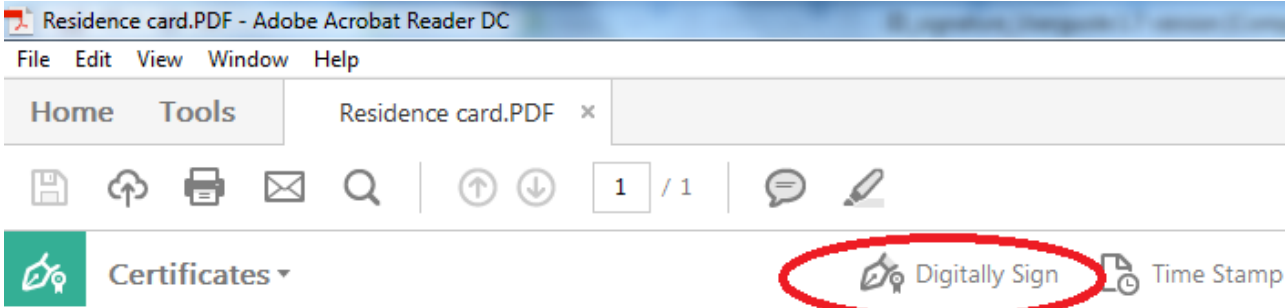 Residence card.PDF - Adobe Acrobat Reader DC
File Edit View Window Help
Home Tools Residence card.PDF ×
1 / 1
Certificates Digitally Sign Time Stamp